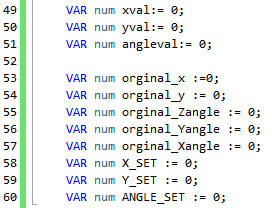 49 VAR num xval:= 0;
50 VAR num yval:= 0;
51 VAR num angleval:= 0;
52
53 VAR num orginal_x :=0;
54 VAR num orginal_y := 0;
55 VAR num orginal_Zangle := 0;
56 VAR num orginal_Yangle := 0;
57 VAR num orginal_Xangle := 0;
58 VAR num X_SET := 0;
59 VAR num Y_SET := 0;
60 VAR num ANGLE_SET := 0;